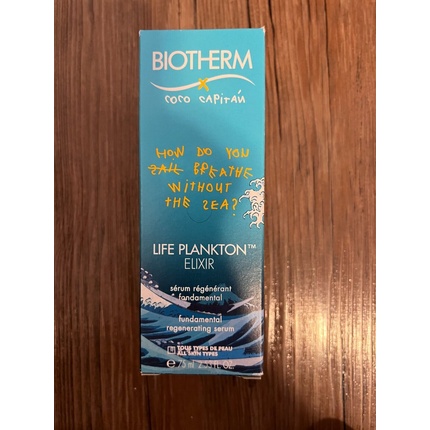 BIOTHERM
x
COCO CAPITÁN
HOW DO YOU
SAIL BREATHE
WITHOUT
THE SEA?
LIFE PLANKTON™
ELIXIR
sérum régénérant
fondamental
fundamental
regenerating serum
TOUS TYPES DE PEAU
ALL SKIN TYPES
e 75 ml 2.53 FL.OZ.